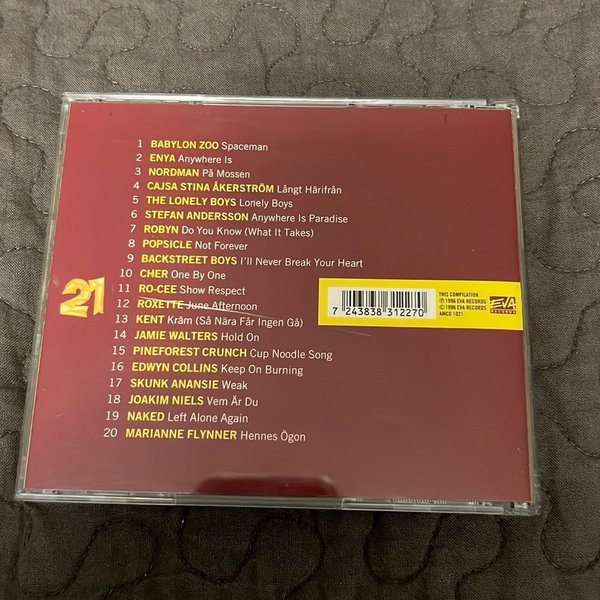 1 BABYLON ZOO Spaceman
2 ENYA Anywhere Is
3 NORDMAN På Mossen
4 CAJSA STINA ÅKERSTRÖM Långt Härifrån
5 THE LONELY BOYS Lonely Boys
6 STEFAN ANDERSSON Anywhere Is Paradise
7 ROBYN Do You Know (What It Takes)
8 POPSICLE Not Forever
9 BACKSTREET BOYS I'll Never Break Your Heart
10 CHER One By One
11 RO-CEE Show Respect
12 ROXETTE June Afternoon
13 KENT Kräm (Så Nära Får Ingen Gå)
14 JAMIE WALTERS Hold On
15 PINEFOREST CRUNCH Cup Noodle Song
16 EDWYN COLLINS Keep On Burning
17 SKUNK ANANSIE Weak
18 JOAKIM NIELS Vem Är Du
19 NAKED Left Alone Again
20 MARIANNE FLYNNER Hennes Ögon
21
7 243838 312270
THIS COMPILATION
℗ 1996 EVA RECORDS
© 1996 EVA RECORDS
AMCD 1021
EVA
RECORDS